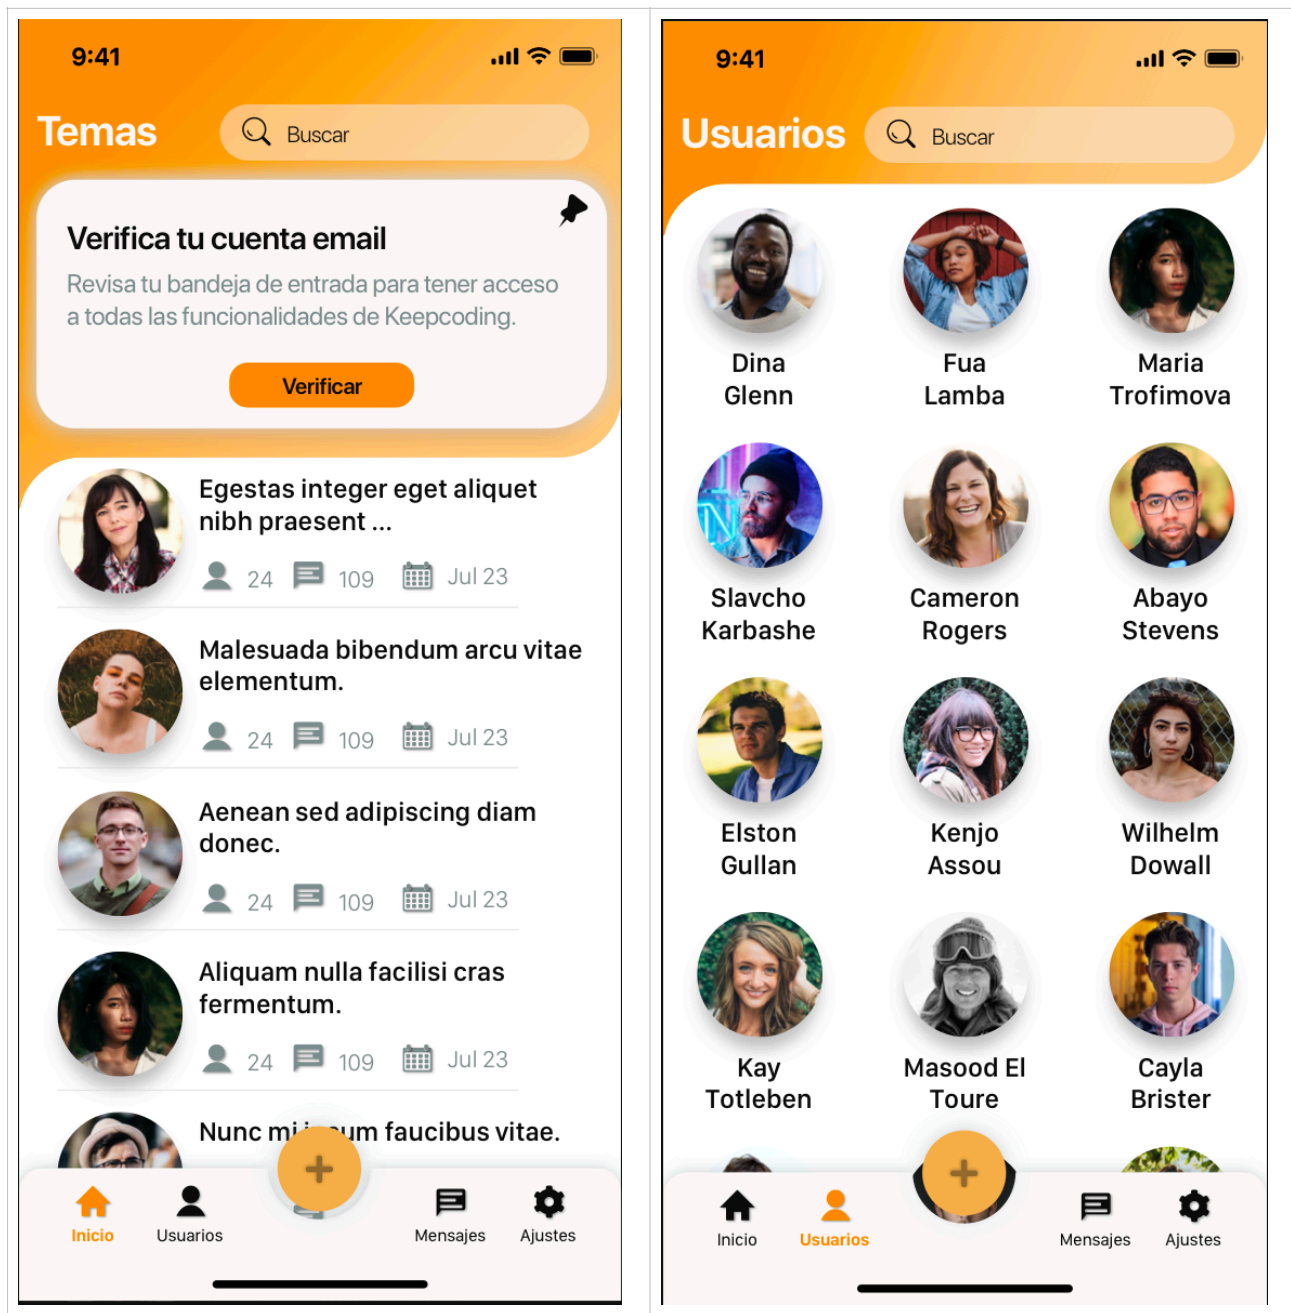 9:41
Temas
Buscar
Verifica tu cuenta email
Revisa tu bandeja de entrada para tener acceso
a todas las funcionalidades de Keepcoding.
Verificar
Egestas integer eget aliquet
nibh praesent ...
24 109 Jul 23
Malesuada bibendum arcu vitae
elementum.
24 109 Jul 23
Aenean sed adipiscing diam
donec.
24 109 Jul 23
Aliquam nulla facilisi cras
fermentum.
24 109 Jul 23
Nunc mi faucibus vitae.
Inicio Usuarios Mensajes Ajustes
9:41
Usuarios
Buscar
Dina
Glenn
Fua
Lamba
Maria
Trofimova
Slavcho
Karbashe
Cameron
Rogers
Abayo
Stevens
Elston
Gullan
Kenjo
Assou
Wilhelm
Dowall
Kay
Totleben
Masood El
Toure
Cayla
Brister
Inicio Usuarios Mensajes Ajustes